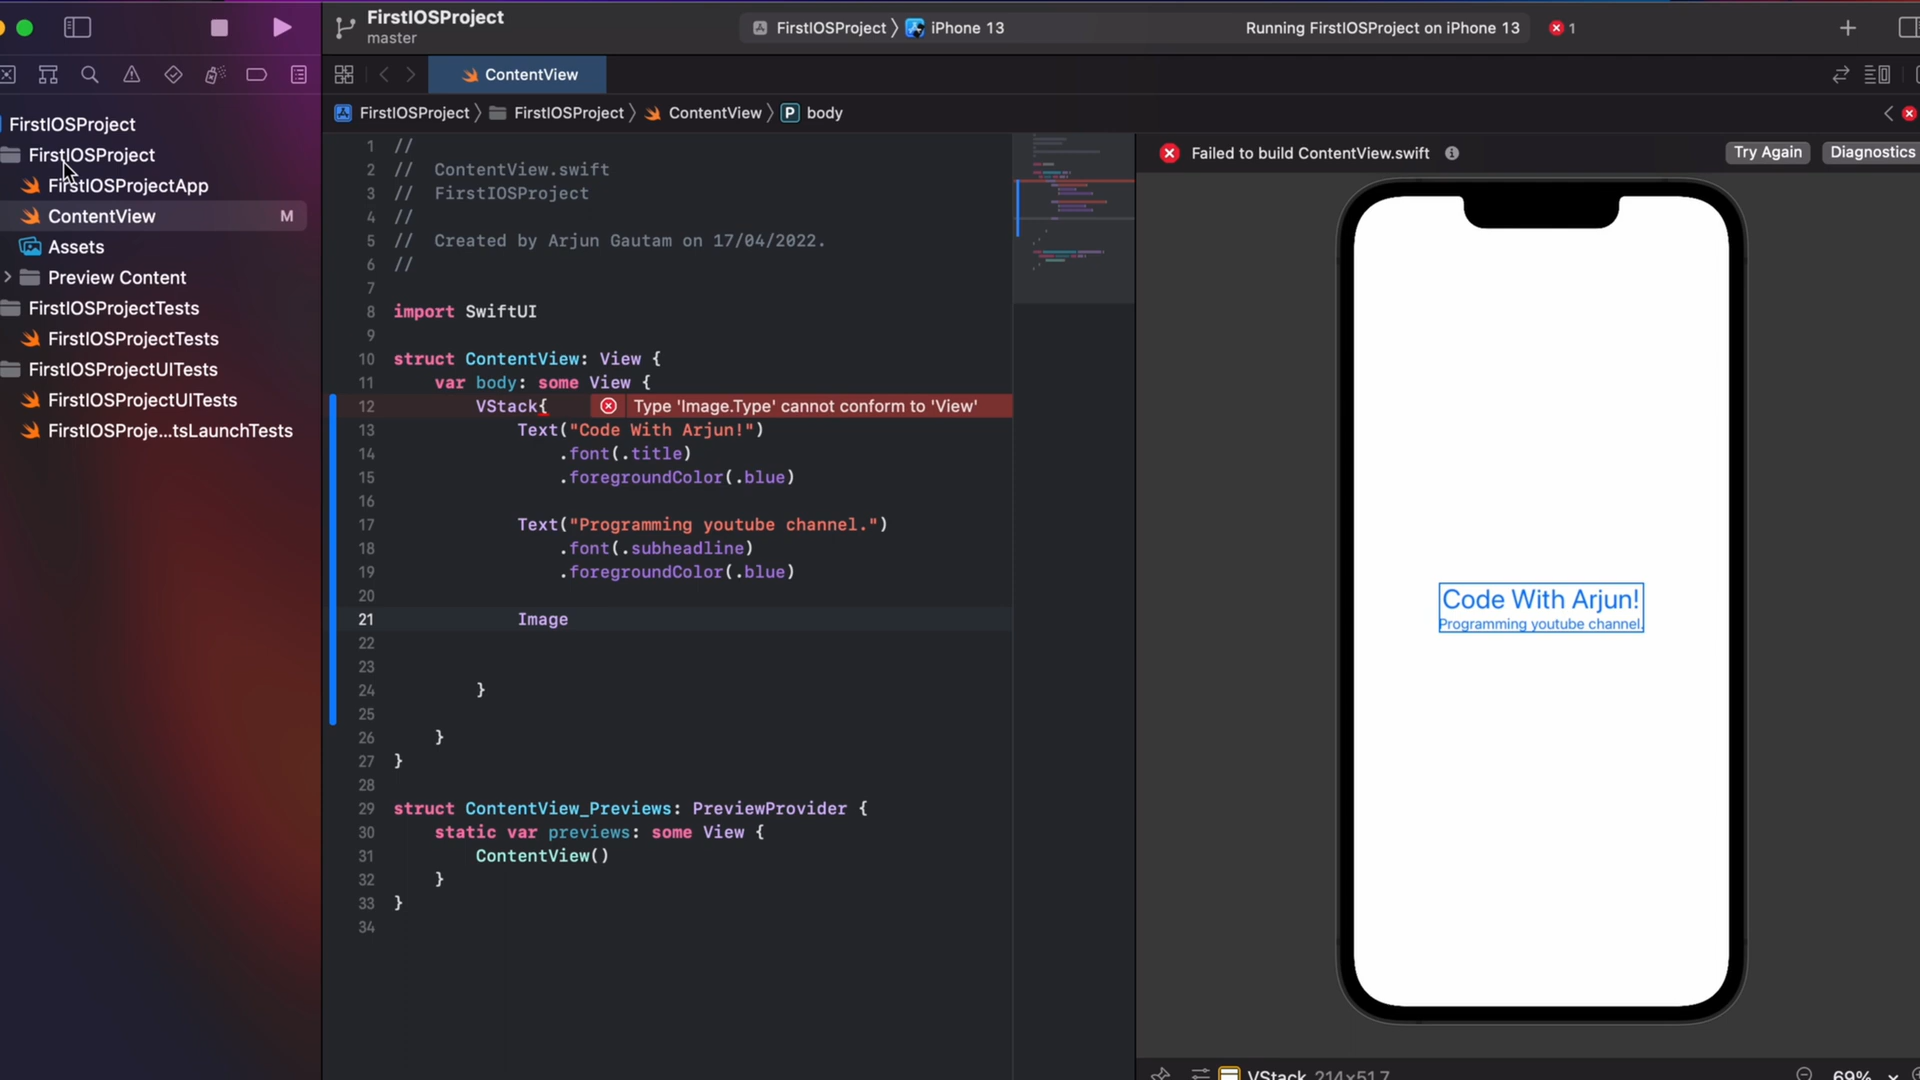 FirstIOSProject
master
FirstIOSProject 〉 iPhone 13
Running FirstIOSProject on iPhone 13
1
ContentView
FirstIOSProject 〉 FirstIOSProject 〉 ContentView 〉 P body
FirstIOSProject
FirstIOSProject
FirstIOSProjectApp
ContentView M
Assets
Preview Content
FirstIOSProjectTests
FirstIOSProjectTests
FirstIOSProjectUITests
FirstIOSProjectUITests
FirstIOSProje...tsLaunchTests
1 //
2 //  ContentView.swift
3 //  FirstIOSProject
4 //
5 //  Created by Arjun Gautam on 17/04/2022.
6 //
7
8 import SwiftUI
9
10 struct ContentView: View {
11     var body: some View {
12         VStack{ Type 'Image.Type' cannot conform to 'View'
13             Text("Code With Arjun!")
14                 .font(.title)
15                 .foregroundColor(.blue)
16
17             Text("Programming youtube channel.")
18                 .font(.subheadline)
19                 .foregroundColor(.blue)
20
21             Image
22
23
24         }
25
26     }
27 }
28
29 struct ContentView_Previews: PreviewProvider {
30     static var previews: some View {
31         ContentView()
32     }
33 }
34
Failed to build ContentView.swift
Try Again
Diagnostics
Code With Arjun!
Programming youtube channel.
VStack 214×51.7
69%